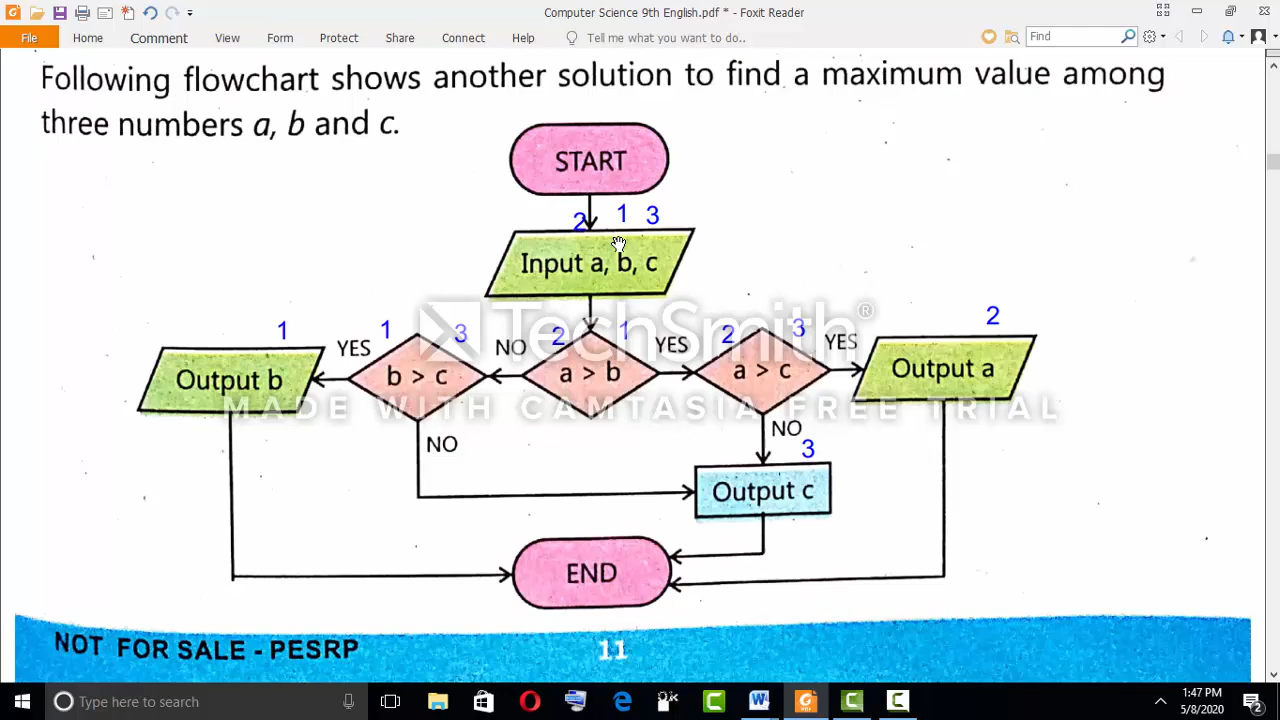 Computer Science 9th English.pdf * - Foxit Reader
File Home Comment View Form Protect Share Connect Help Tell me what you want to do.. Find
Following flowchart shows another solution to find a maximum value among
three numbers a, b and c.
START
2 1 3
Input a, b, c
TechSmith®
1 1 3 2 1 2 3 2
YES NO YES YES
Output b b > c a > b a > c Output a
MADE WITH CAMTASIA FREE TRIAL
NO NO
3
Output c
END
NOT FOR SALE - PESRP 11
Type here to search
1:47 PM
5/8/2020
2